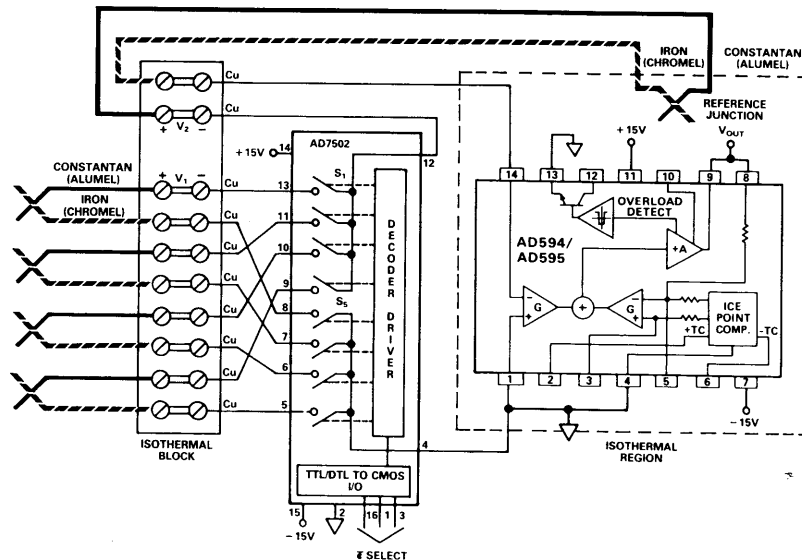 IRON
(CHROMEL)
CONSTANTAN
(ALUMEL)
REFERENCE
JUNCTION
Cu
Cu
+ V2 −
AD7502
+15V
14
12
+15V
VOUT
14
13
12
11
10
9
8
CONSTANTAN
(ALUMEL)
IRON
(CHROMEL)
+ V1 −
Cu
Cu
Cu
Cu
Cu
Cu
Cu
Cu
13
11
10
9
8
7
6
5
S1
S5
DECODER DRIVER
OVERLOAD
DETECT
AD594/
AD595
+A
−
G
+
+
−
G
+
ICE
POINT
COMP.
+TC
-TC
1
2
3
4
5
6
7
−15V
4
ISOTHERMAL
BLOCK
ISOTHERMAL
REGION
TTL/DTL TO CMOS
I/O
15
2
16
1
3
−15V
SELECT